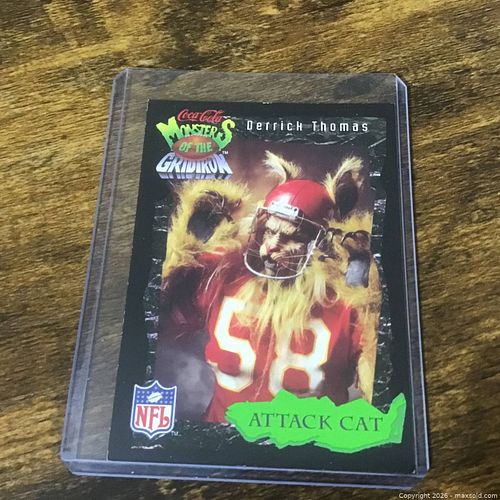 Coca-Cola
MONSTERS
OF THE
GRIDIRON
Derrick Thomas
58
NFL
ATTACK CAT
Copyright 2026 - maxsold.com